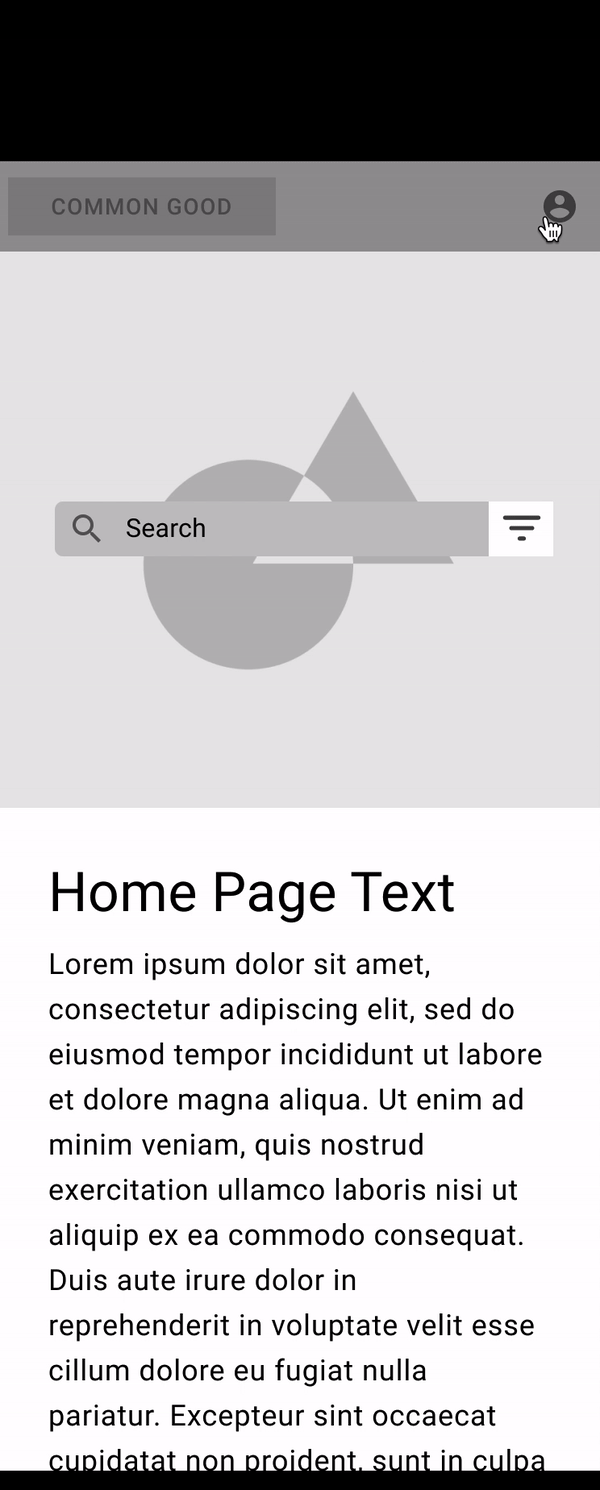 COMMON GOOD
Search
Home Page Text
Lorem ipsum dolor sit amet,
consectetur adipiscing elit, sed do
eiusmod tempor incididunt ut labore
et dolore magna aliqua. Ut enim ad
minim veniam, quis nostrud
exercitation ullamco laboris nisi ut
aliquip ex ea commodo consequat.
Duis aute irure dolor in
reprehenderit in voluptate velit esse
cillum dolore eu fugiat nulla
pariatur. Excepteur sint occaecat
cupidatat non proident, sunt in culpa